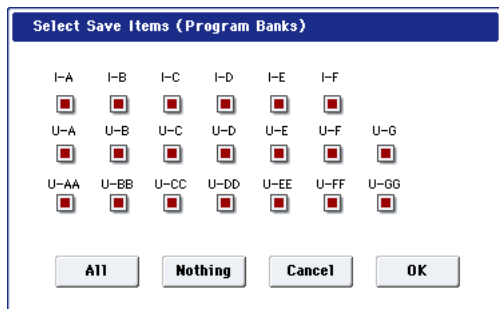 Select Save Items (Program Banks)
I-A I-B I-C I-D I-E I-F
U-A U-B U-C U-D U-E U-F U-G
U-AA U-BB U-CC U-DD U-EE U-FF U-GG
All Nothing Cancel OK